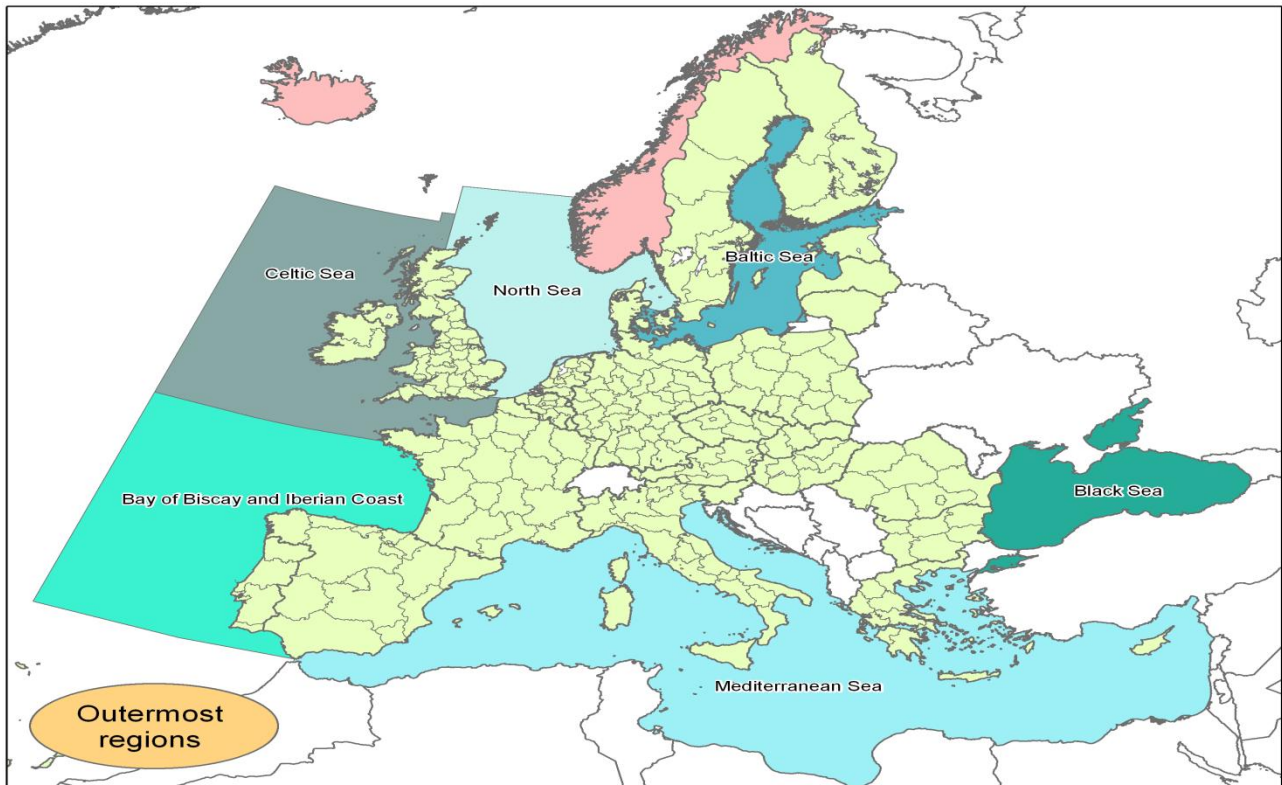 Celtic Sea
North Sea
Baltic Sea
Bay of Biscay and Iberian Coast
Black Sea
Mediterranean Sea
Outermost
regions